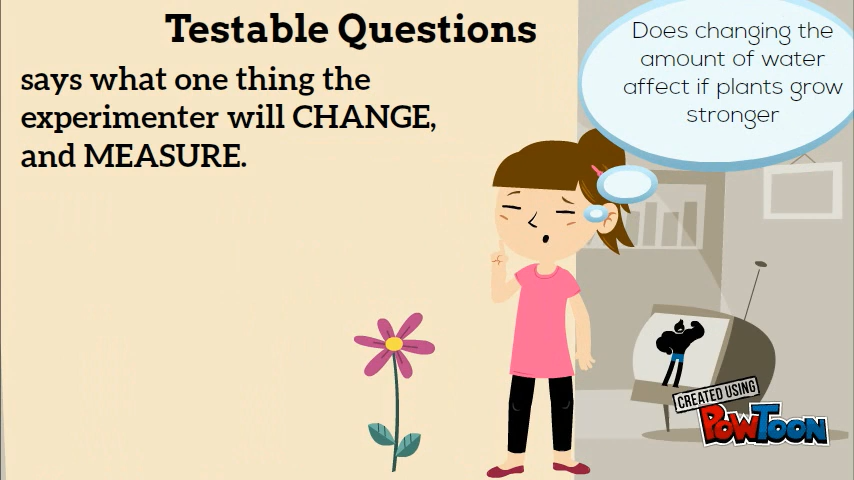 Testable Questions
says what one thing the
experimenter will CHANGE,
and MEASURE.
Does changing the
amount of water
affect if plants grow
stronger
CREATED USING
POWTOON